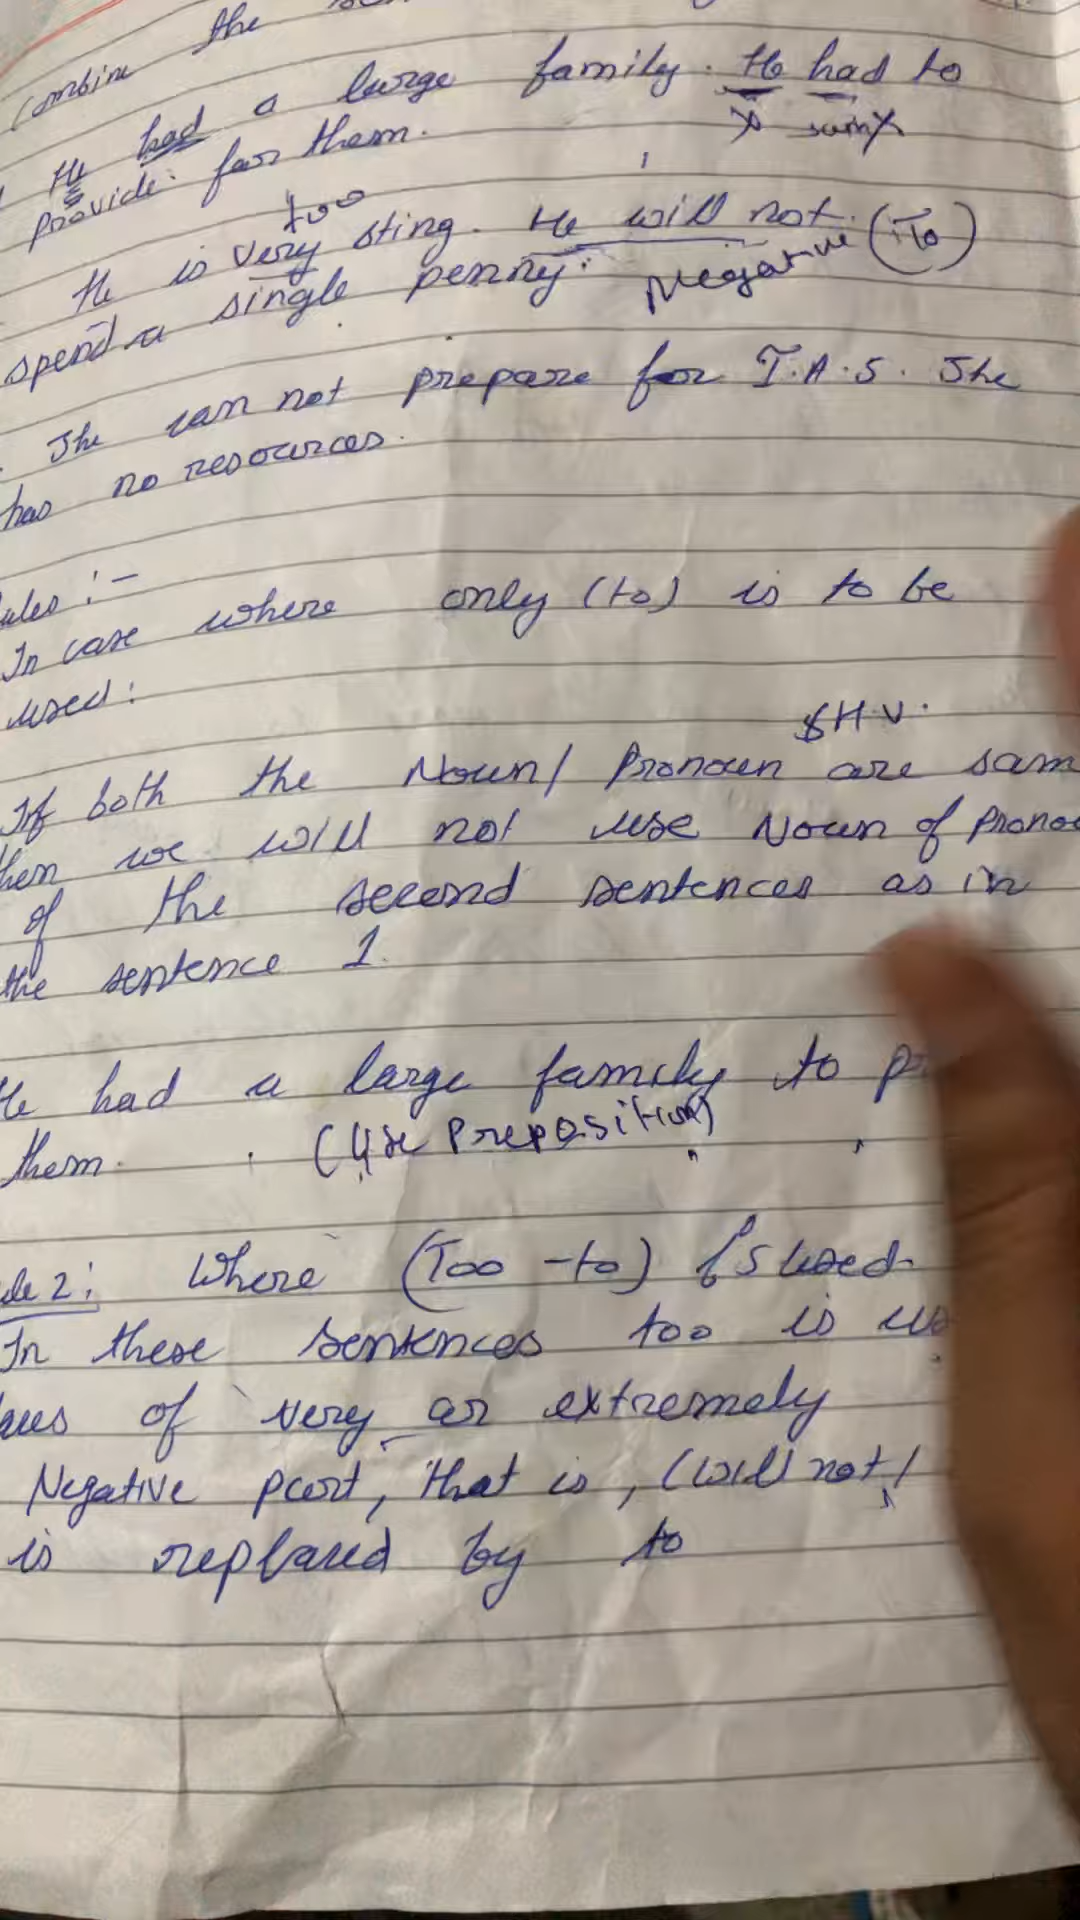 Combine the
He had a large family. He had to
X same X
provide for them.
too
He is very sting. He will not (To)
spend a single penny. Negative
She can not prepare for I.A.S. She
has no resources.
Rules :-
In case where only (to) is to be
used :
S H.V.
If both the Noun/ Pronoun are sam
then we will not use Noun of Prono
of the second sentences as in
the sentence 1.
He had a large family to p
them. (Use Preposition)
2: Where (Too - to) is used.
In these sentences too is us
of very or extremely
Negative part, that is, (will not)
is replaced by to